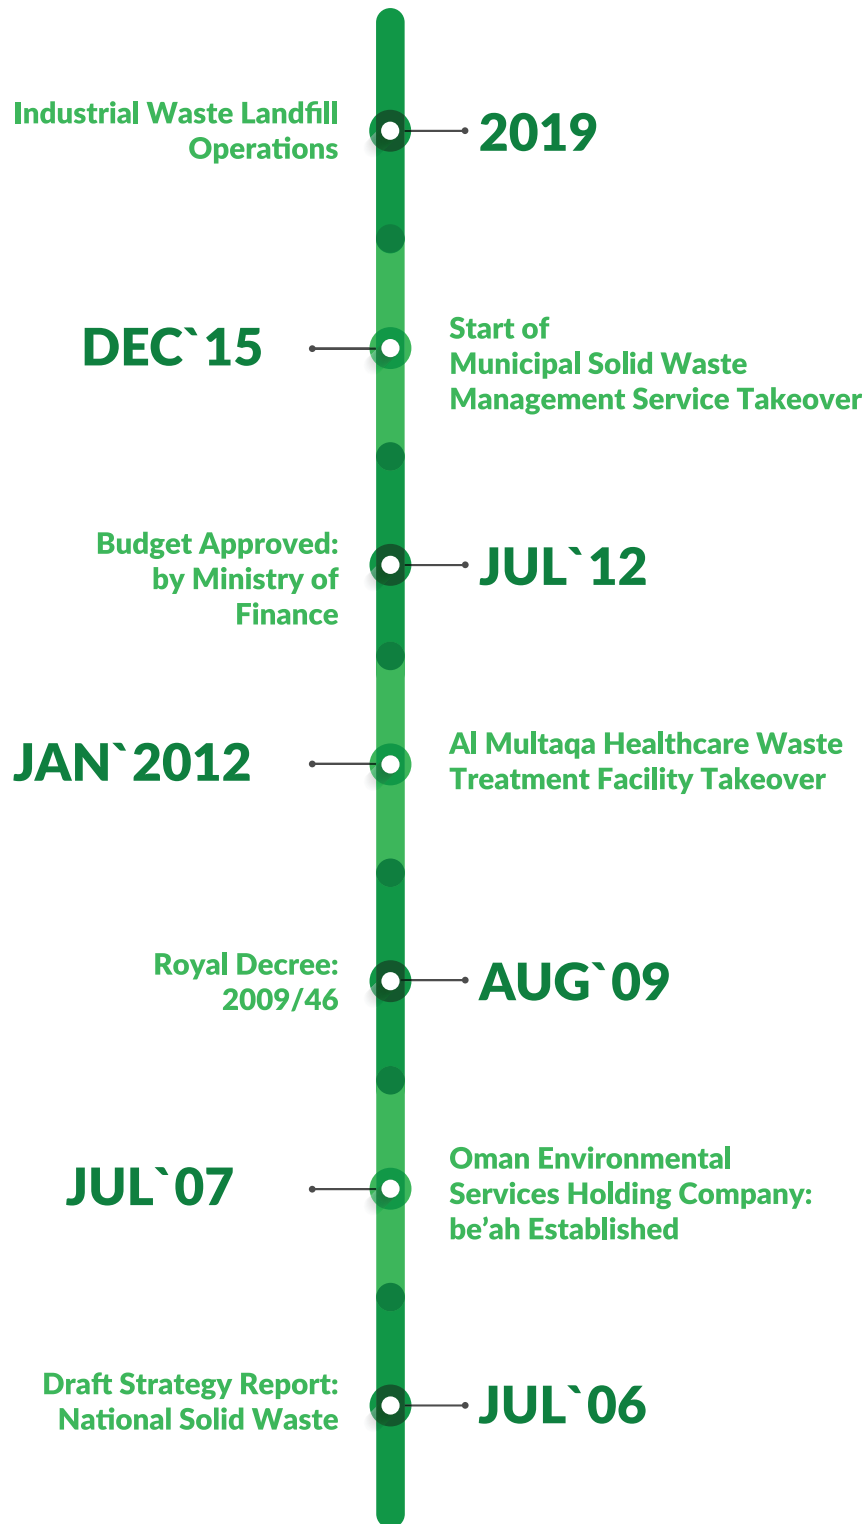 Industrial Waste Landfill
Operations
2019
DEC`15
Start of
Municipal Solid Waste
Management Service Takeover
Budget Approved:
by Ministry of
Finance
JUL`12
JAN`2012
Al Multaqa Healthcare Waste
Treatment Facility Takeover
Royal Decree:
2009/46
AUG`09
JUL`07
Oman Environmental
Services Holding Company:
be’ah Established
Draft Strategy Report:
National Solid Waste
JUL`06